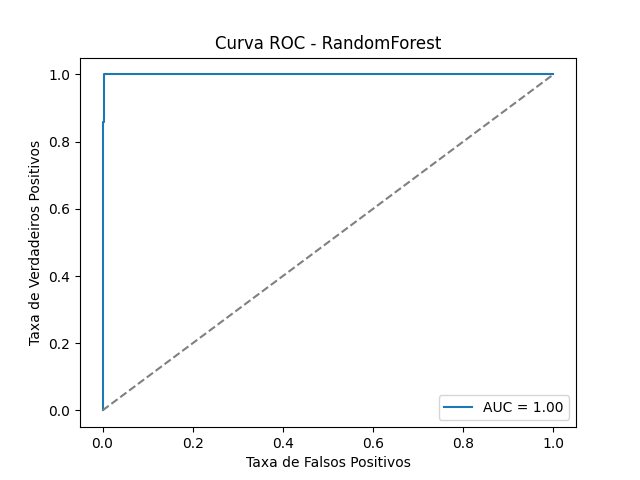 Curva ROC - RandomForest
Taxa de Verdadeiros Positivos
1.0
0.8
0.6
0.4
0.2
0.0
AUC = 1.00
0.0 0.2 0.4 0.6 0.8 1.0
Taxa de Falsos Positivos